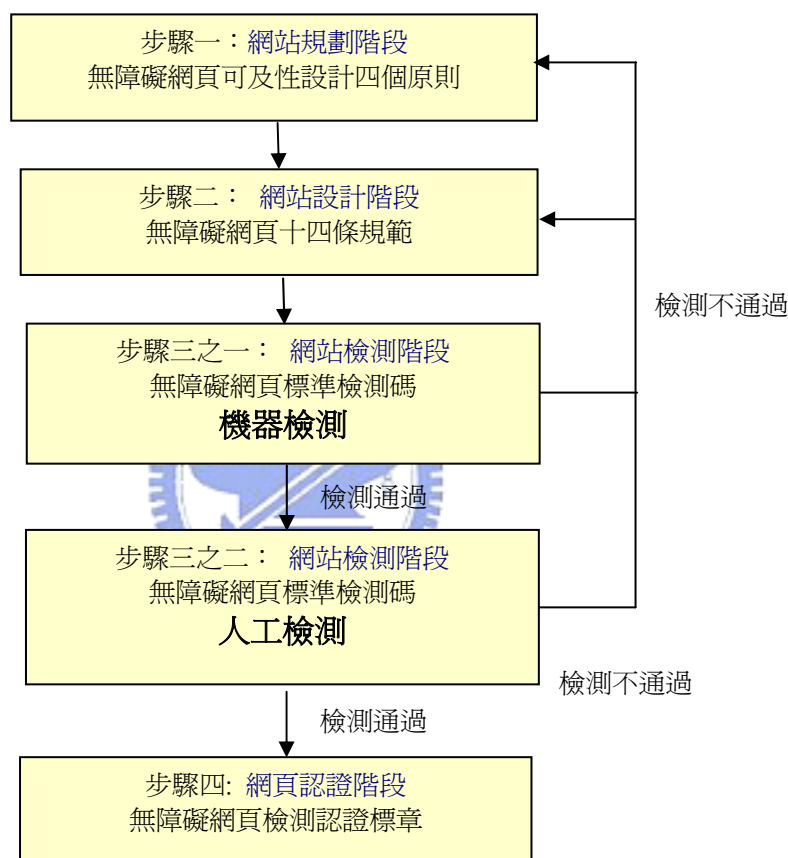 步驟一：網站規劃階段
無障礙網頁可及性設計四個原則
步驟二： 網站設計階段
無障礙網頁十四條規範
檢測不通過
步驟三之一： 網站檢測階段
無障礙網頁標準檢測碼
機器檢測
檢測通過
步驟三之二： 網站檢測階段
無障礙網頁標準檢測碼
人工檢測
檢測不通過
檢測通過
步驟四: 網頁認證階段
無障礙網頁檢測認證標章